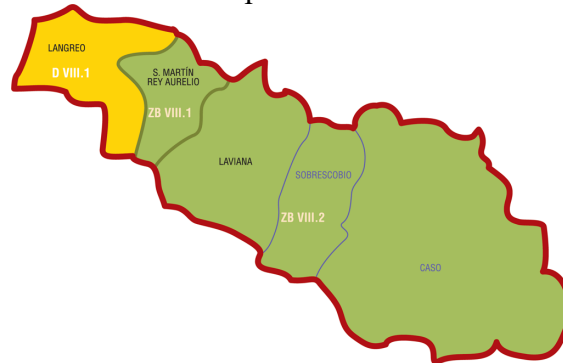 LANGREO
D VIII.1
S. MARTÍN
REY AURELIO
ZB VIII.1
LAVIANA
SOBRESCOBIO
ZB VIII.2
CASO